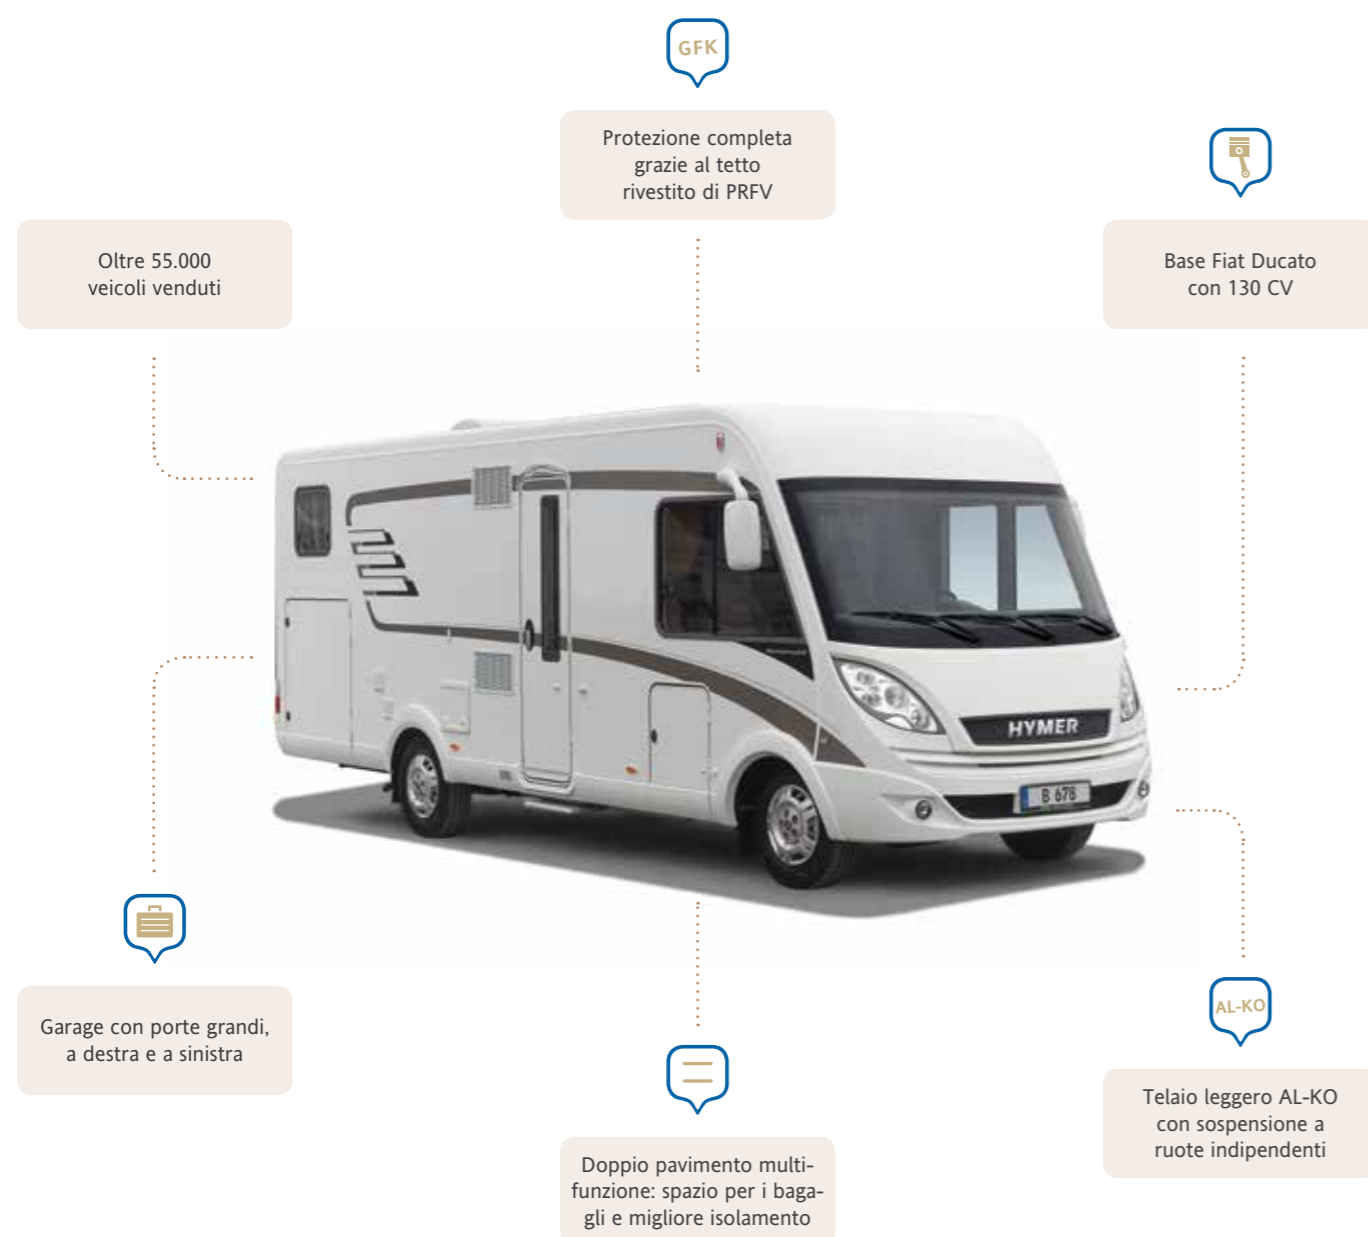 GFK
Protezione completa
grazie al tetto
rivestito di PRFV
Oltre 55.000
veicoli venduti
Base Fiat Ducato
con 130 CV
HYMER
B 678
Garage con porte grandi,
a destra e a sinistra
AL-KO
Telaio leggero AL-KO
con sospensione a
ruote indipendenti
Doppio pavimento multi-
funzione: spazio per i baga-
gli e migliore isolamento